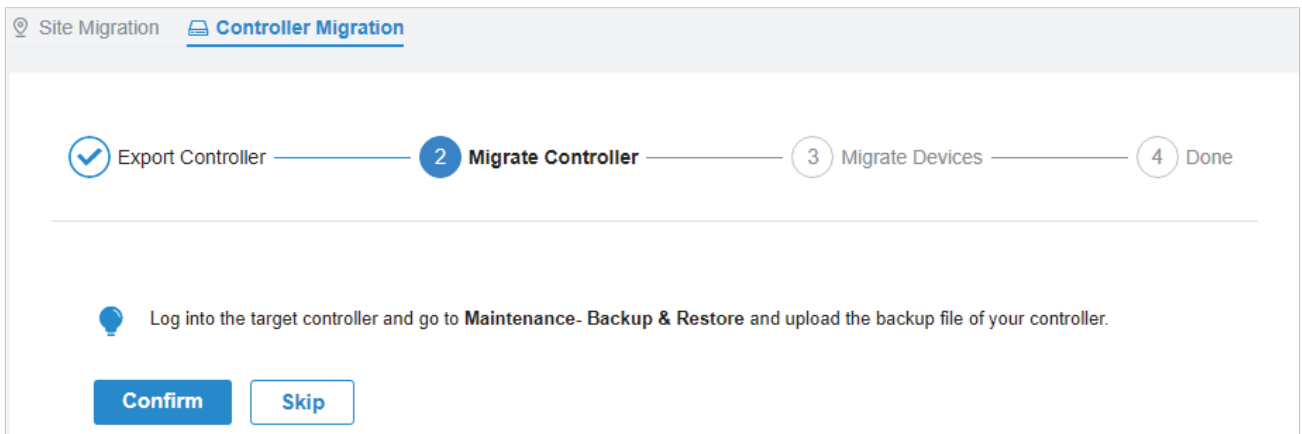 Site Migration Controller Migration
Export Controller 2 Migrate Controller 3 Migrate Devices 4 Done
Log into the target controller and go to Maintenance- Backup & Restore and upload the backup file of your controller.
Confirm Skip